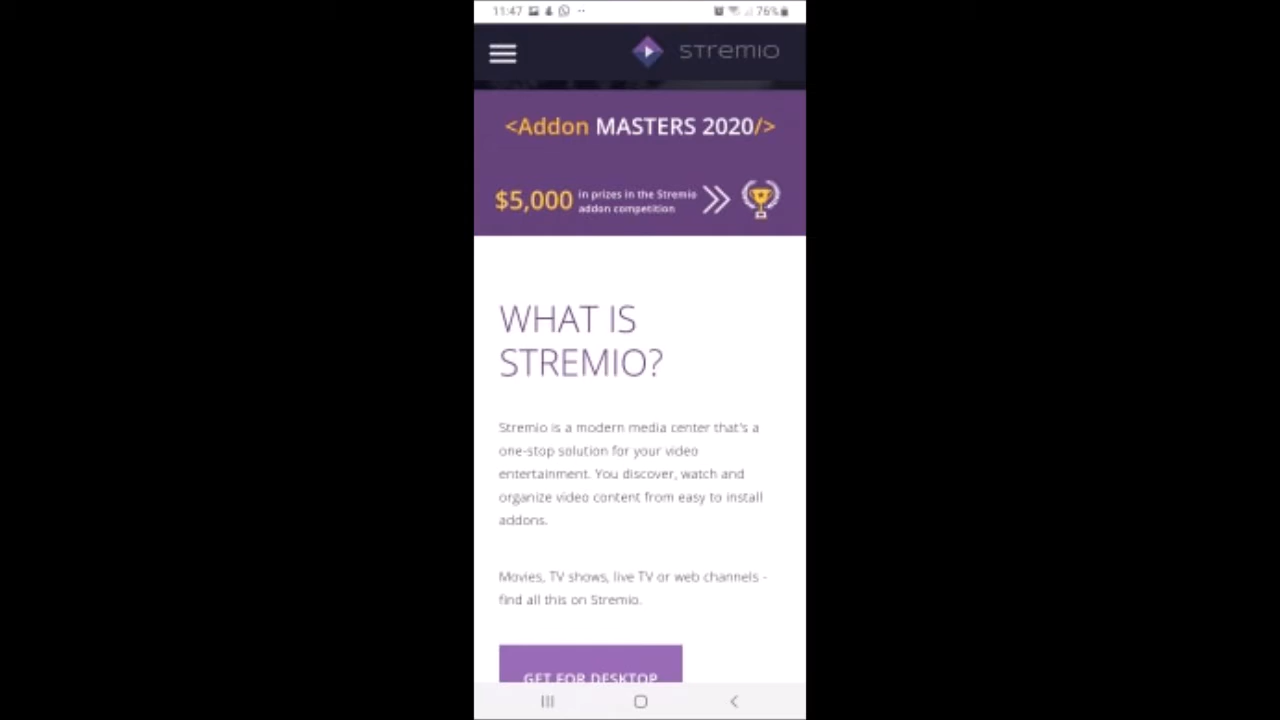 11:47 76%
STremIO
<Addon MASTERS 2020/>
$5,000 in prizes in the Stremio
addon competition
WHAT IS
STREMIO?
Stremio is a modern media center that's a
one-stop solution for your video
entertainment. You discover, watch and
organize video content from easy to install
addons.
Movies, TV shows, live TV or web channels -
find all this on Stremio.
GET FOR DESKTOP